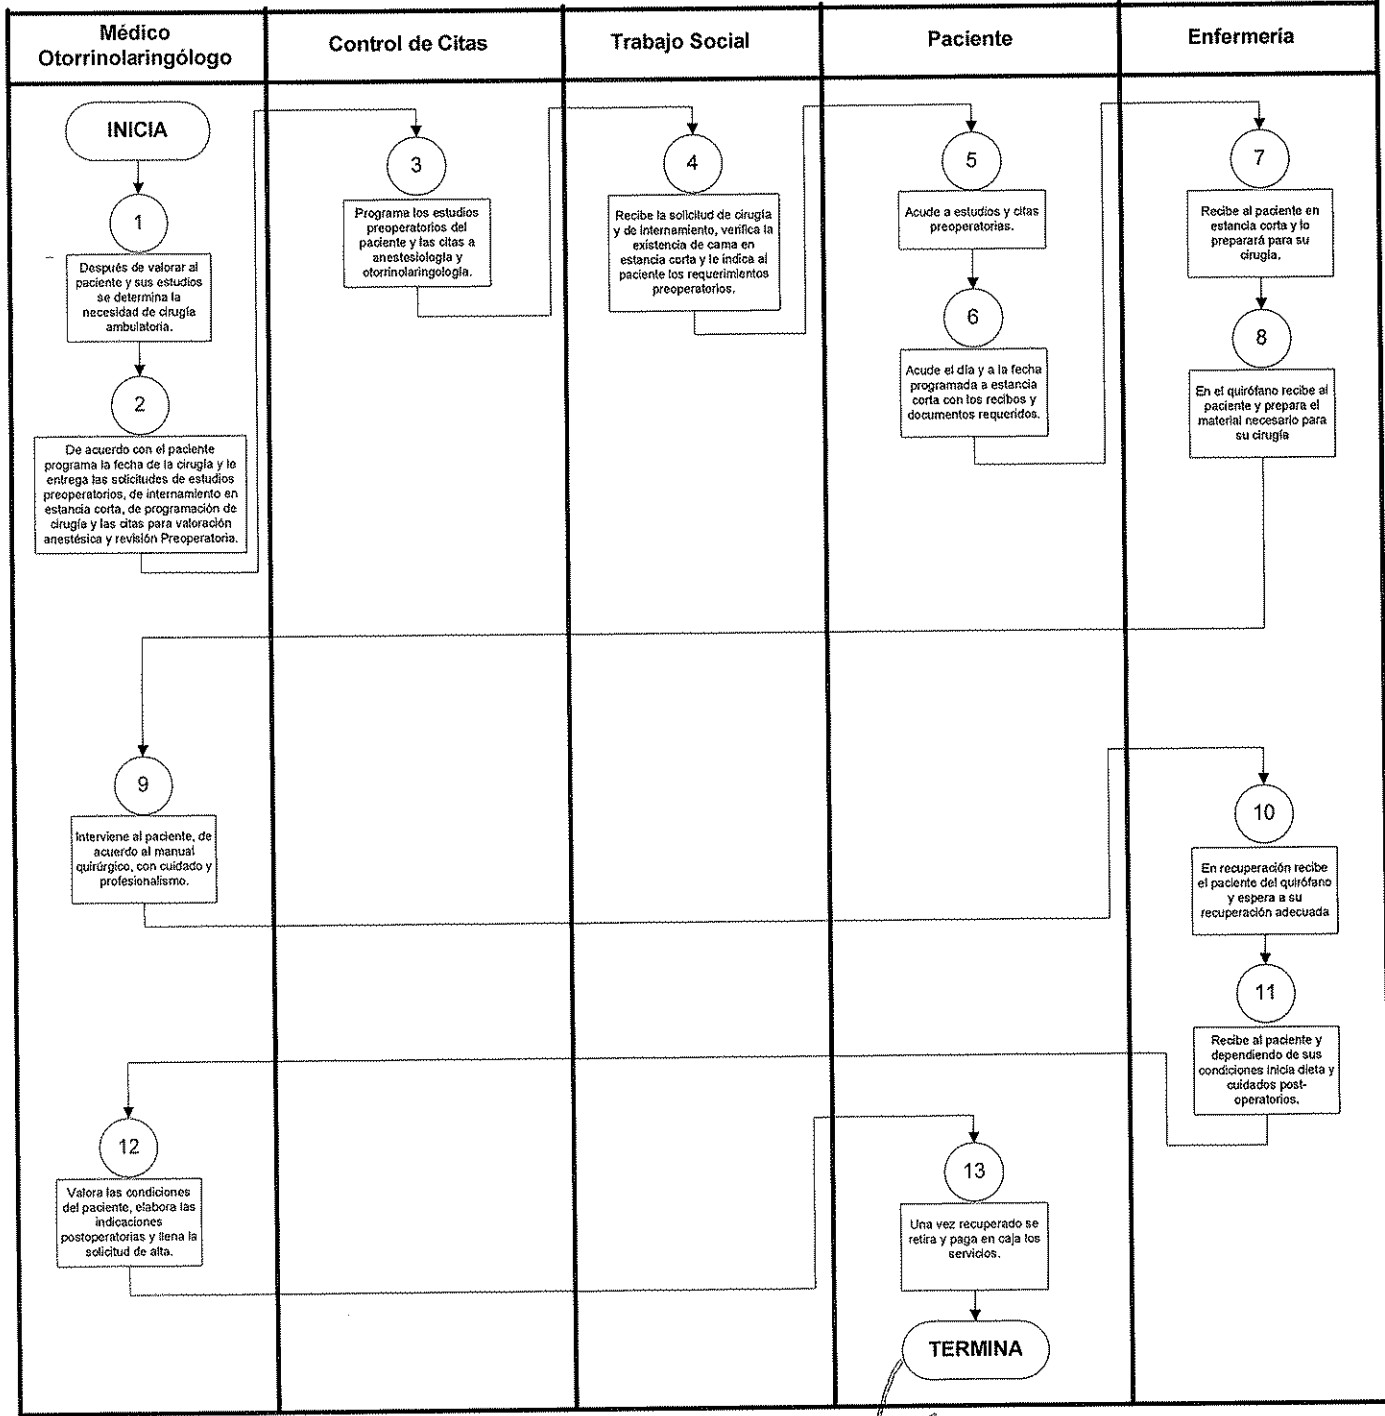 Médico
Otorrinolaringólogo
Control de Citas
Trabajo Social
Paciente
Enfermería
INICIA
1
Después de valorar al
paciente y sus estudios
se determina la
necesidad de cirugía
ambulatoria.
2
De acuerdo con el paciente
programa la fecha de la cirugía y le
entrega las solicitudes de estudios
preoperatorios, de internamiento en
estancia corta, de programación de
cirugía y las citas para valoración
anestésica y revisión Preoperatoria.
3
Programa los estudios
preoperatorios del
paciente y las citas a
anestesiología y
otorrinolaringología.
4
Recibe la solicitud de cirugía
y de internamiento, verifica la
existencia de cama en
estancia corta y le indica al
paciente los requerimientos
preoperatorios.
5
Acude a estudios y citas
preoperatorias.
6
Acude el día y a la fecha
programada a estancia
corta con los recibos y
documentos requeridos.
7
Recibe al paciente en
estancia corta y lo
preparará para su
cirugía.
8
En el quirófano recibe al
paciente y prepara el
material necesario para
su cirugía
9
Interviene al paciente, de
acuerdo al manual
quirúrgico, con cuidado y
profesionalismo.
10
En recuperación recibe
el paciente del quirófano
y espera a su
recuperación adecuada
11
Recibe al paciente y
dependiendo de sus
condiciones inicia dieta y
cuidados post-
operatorios.
12
Valora las condiciones
del paciente, elabora las
indicaciones
postoperatorias y llena la
solicitud de alta.
13
Una vez recuperado se
retira y paga en caja los
servicios.
TERMINA